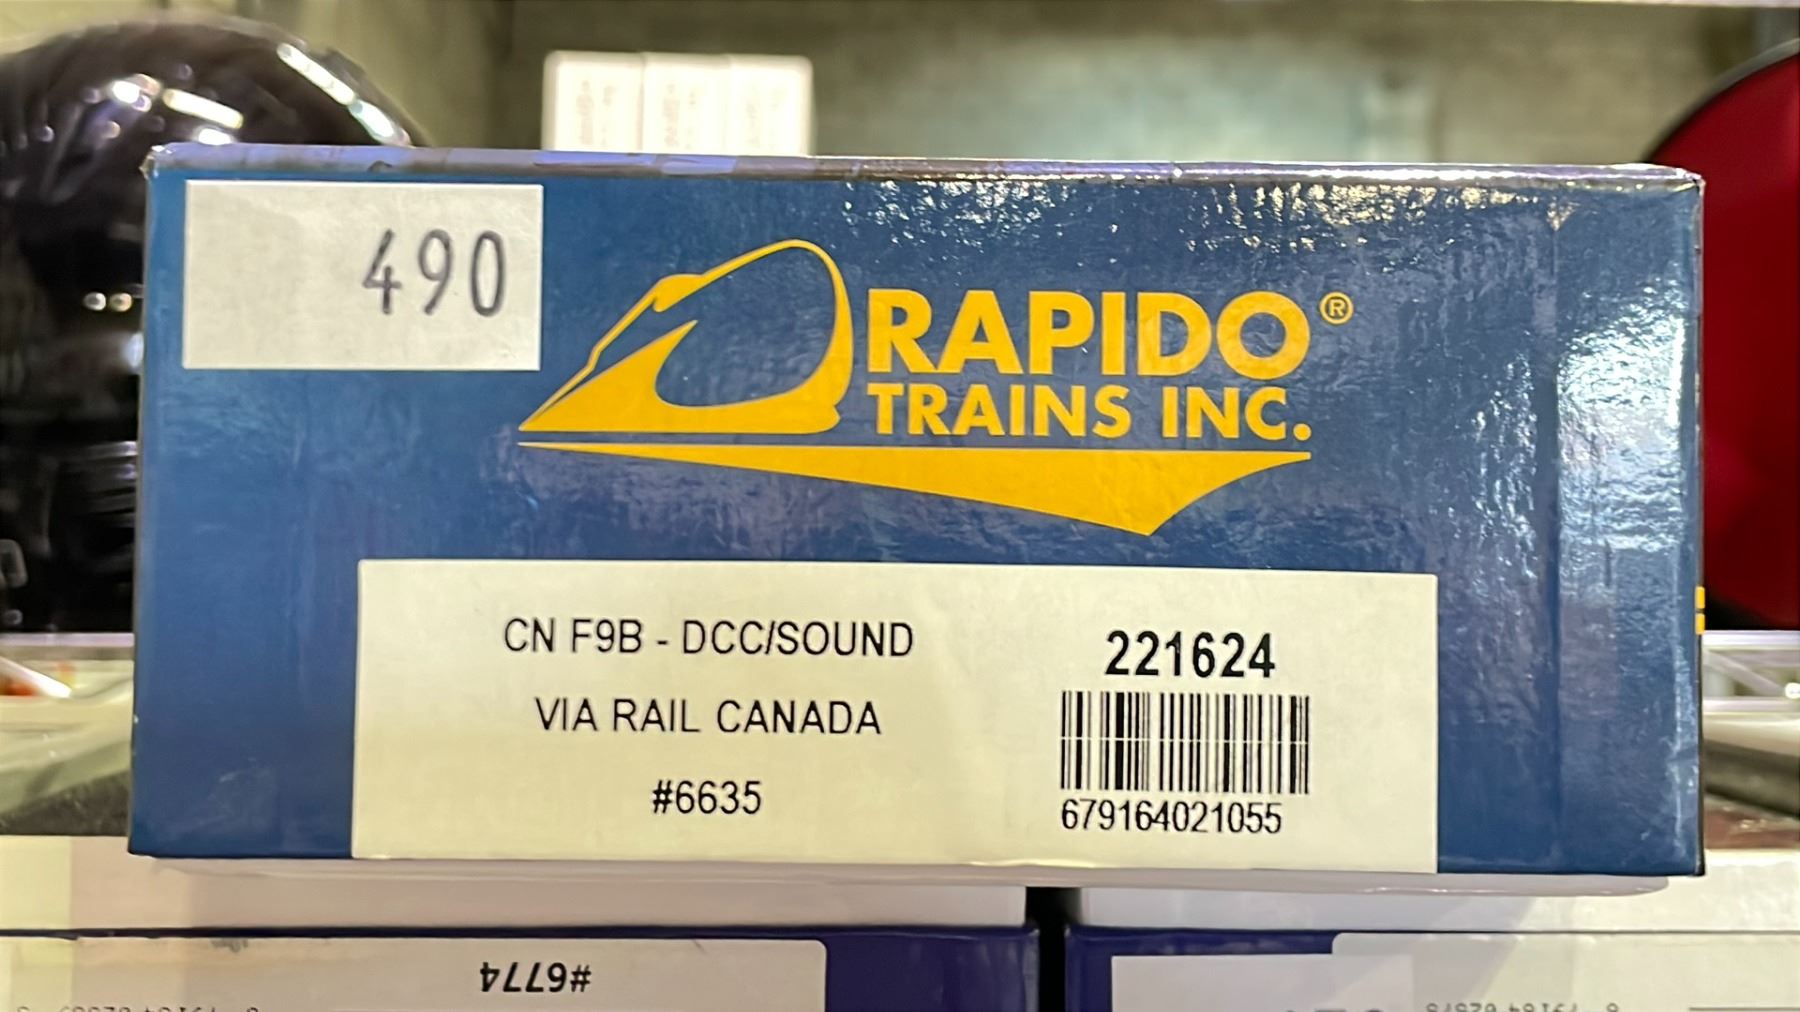 490
RAPIDO®
TRAINS INC.
CN F9B - DCC/SOUND
VIA RAIL CANADA
#6635
221624
679164021055
#6774